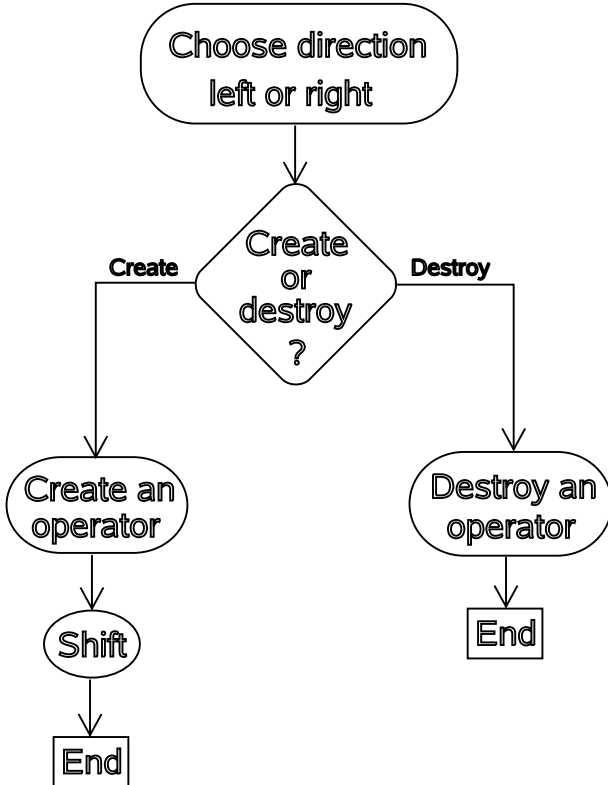 Choose direction
left or right
Create
or
destroy
?
Create
Destroy
Create an
operator
Destroy an
operator
Shift
End
End